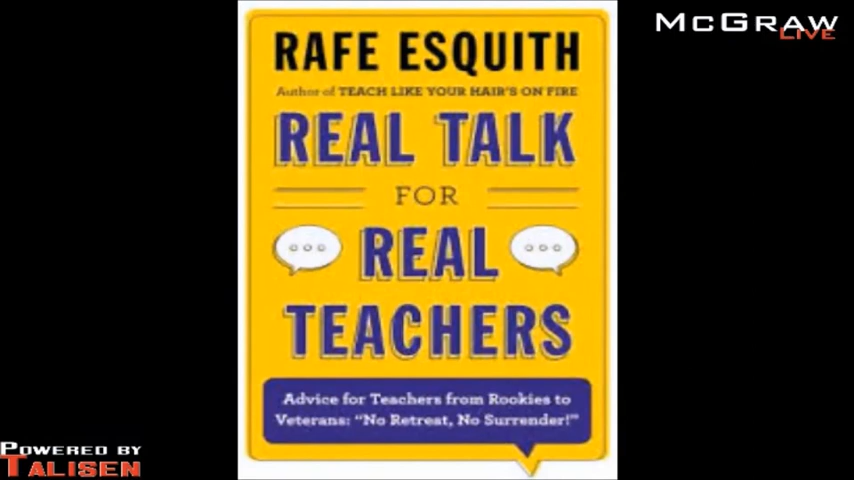 McGraw
LIVE
RAFE ESQUITH
Author of TEACH LIKE YOUR HAIR'S ON FIRE
REAL TALK
FOR
REAL
TEACHERS
Advice for Teachers from Rookies to
Veterans: “No Retreat, No Surrender!”
POWERED BY
TALISEN